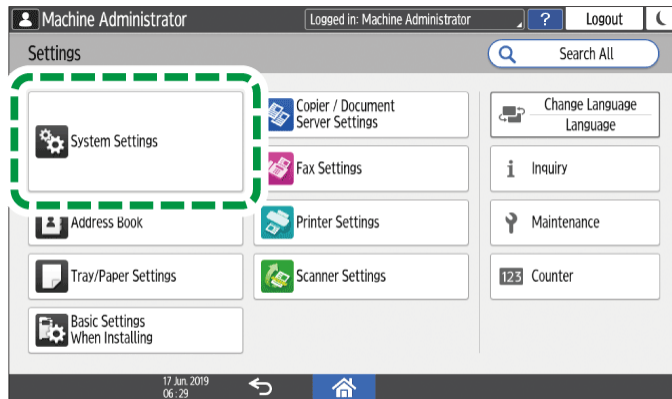 Machine Administrator
Logged in: Machine Administrator
?
Logout
Settings
Search All
System Settings
Copier / Document
Server Settings
Change Language
Language
Fax Settings
i
Inquiry
Address Book
Printer Settings
Maintenance
Tray/Paper Settings
Scanner Settings
123
Counter
Basic Settings
When Installing
17 Jun. 2019
06:29